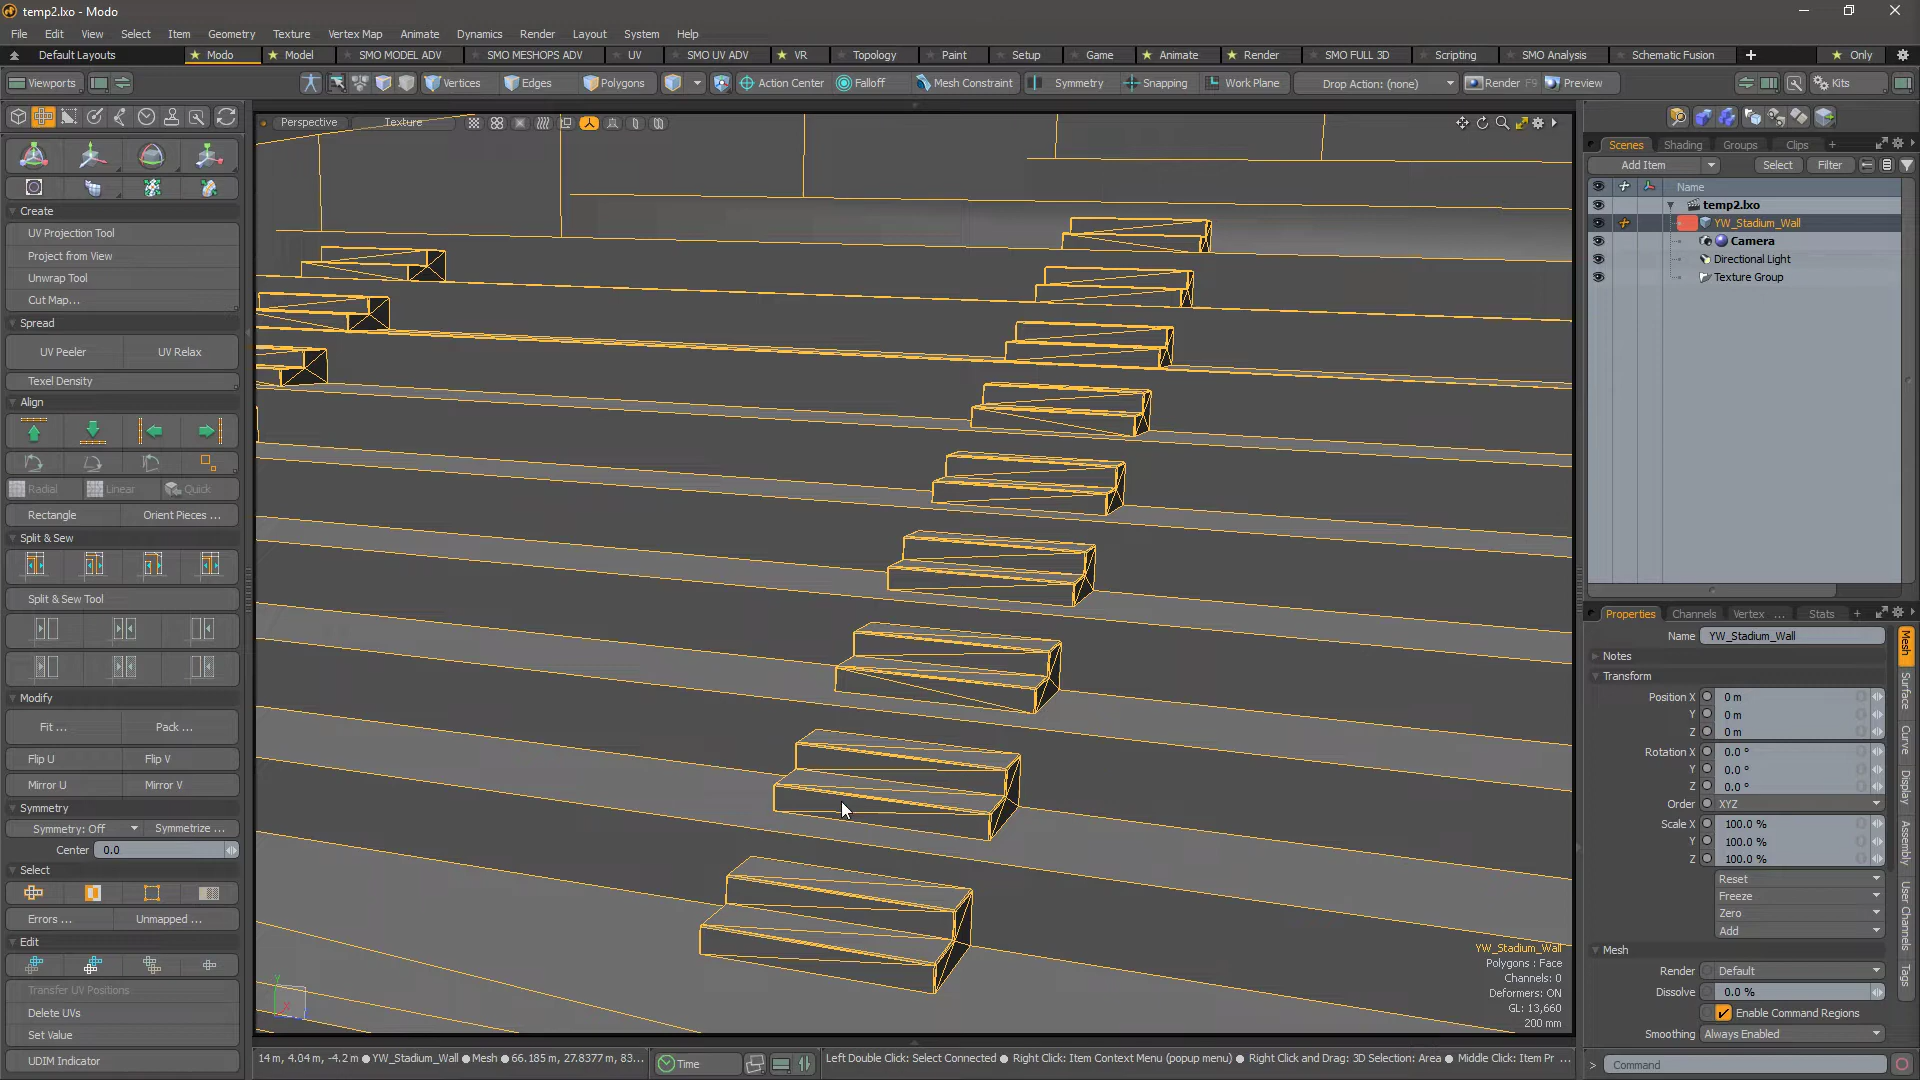 temp2.lxo - Modo
File Edit View Select Item Geometry Texture Vertex Map Animate Dynamics Render Layout System Help
Default Layouts Modo Model SMO MODEL ADV SMO MESHOPS ADV UV SMO UV ADV VR Topology Paint Setup Game Animate Render SMO FULL 3D Scripting SMO Analysis Schematic Fusion Only
Viewports Vertices Edges Polygons Action Center Falloff Mesh Constraint Symmetry Snapping Work Plane Drop Action: (none) Render F9 Preview Kits
Perspective Texture
Create
UV Projection Tool
Project from View
Unwrap Tool
Cut Map...
Spread
UV Peeler UV Relax
Texel Density
Align
Radial Linear Quick
Rectangle Orient Pieces ...
Split & Sew
Split & Sew Tool
Modify
Fit ... Pack ...
Flip U Flip V
Mirror U Mirror V
Symmetry
Symmetry: Off Symmetrize ...
Center 0.0
Select
Errors ... Unmapped ...
Edit
Transfer UV Positions
Delete UVs
Set Value
UDIM Indicator
YW_Stadium_Wall
Polygons : Face
Channels: 0
Deformers: ON
GL: 13,660
200 mm
Scenes Shading Groups Clips +
Add Item Select Filter
Name
temp2.lxo
YW_Stadium_Wall
Camera
Directional Light
Texture Group
Properties Channels Vertex ... Stats +
Name YW_Stadium_Wall
Notes
Transform
Position X 0 m
Y 0 m
Z 0 m
Rotation X 0.0 °
Y 0.0 °
Z 0.0 °
Order XYZ
Scale X 100.0 %
Y 100.0 %
Z 100.0 %
Reset
Freeze
Zero
Add
Mesh
Render Default
Dissolve 0.0 %
Enable Command Regions
Smoothing Always Enabled
Mesh
Surface
Curve
Display
Assembly
User Channels
Tags
14 m, 4.04 m, -4.2 m ● YW_Stadium_Wall ● Mesh ● 66.185 m, 27.8377 m, 83...
Time
Left Double Click: Select Connected ● Right Click: Item Context Menu (popup menu) ● Right Click and Drag: 3D Selection: Area ● Middle Click: Item Pr ...
> Command